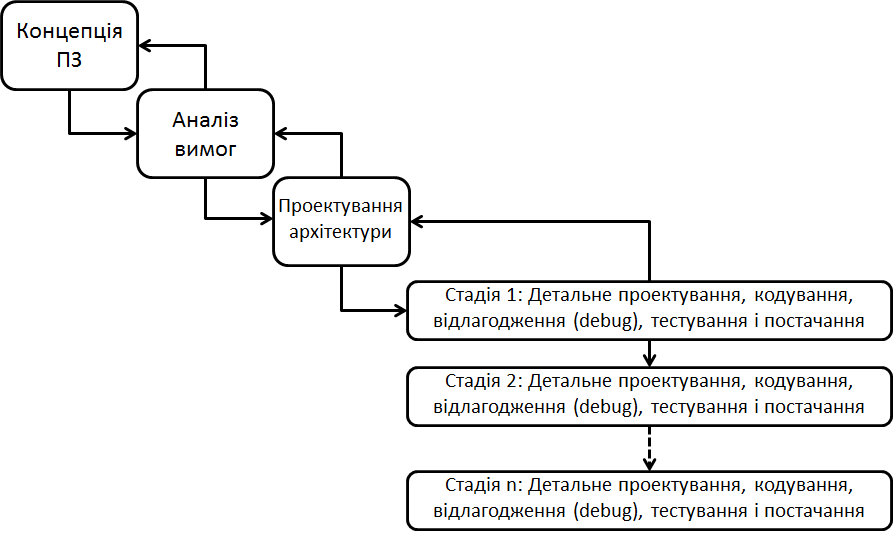 Концепція
ПЗ
Аналіз
вимог
Проектування
архітектури
Стадія 1: Детальне проектування, кодування,
відлагодження (debug), тестування і постачання
Стадія 2: Детальне проектування, кодування,
відлагодження (debug), тестування і постачання
Стадія n: Детальне проектування, кодування,
відлагодження (debug), тестування і постачання